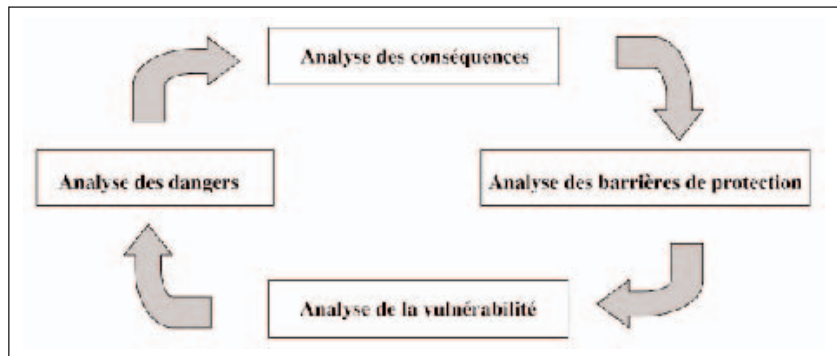 Analyse des conséquences
Analyse des dangers
Analyse des barrières de protection
Analyse de la vulnérabilité